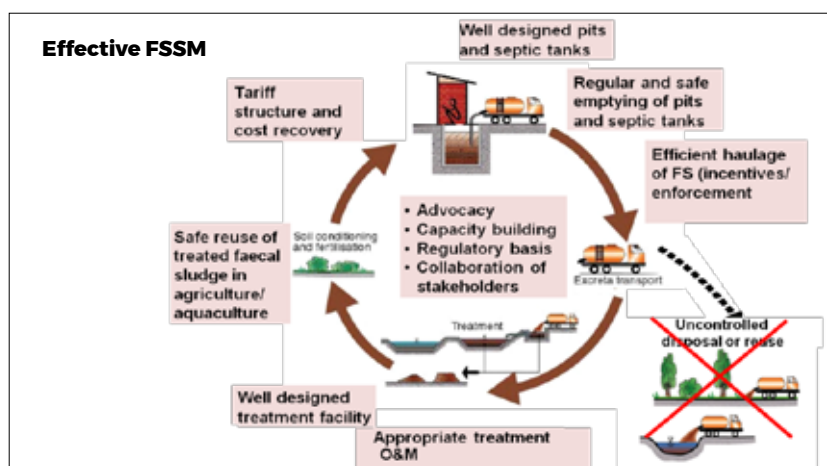 Effective FSSM
Well designed pits
and septic tanks
Tariff
structure and
cost recovery
Regular and safe
emptying of pits
and septic tanks
Efficient haulage
of FS (incentives/
enforcement
• Advocacy
• Capacity building
• Regulatory basis
• Collaboration of
stakeholders
Soil conditioning
and fertilisation
Safe reuse of
treated faecal
sludge in
agriculture/
aquaculture
Excreta transport
Treatment
Uncontrolled
disposal or reuse
Well designed
treatment facility
Appropriate treatment
O&M